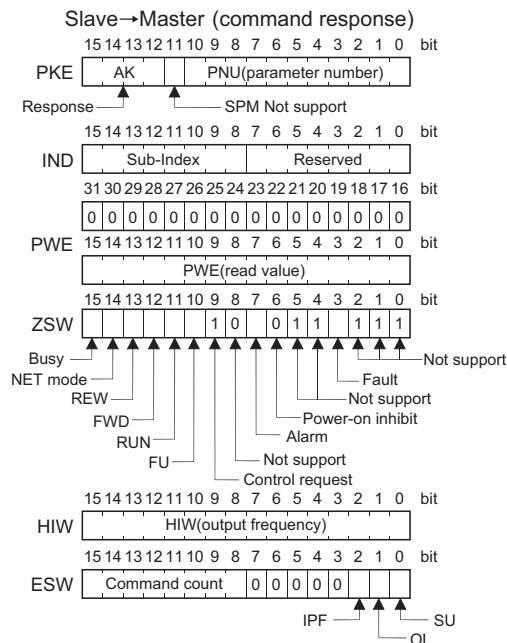 Slave→Master (command response)
15 14 13 12 11 10 9 8 7 6 5 4 3 2 1 0 bit
PKE AK PNU(parameter number)
Response SPM Not support
15 14 13 12 11 10 9 8 7 6 5 4 3 2 1 0 bit
IND Sub-Index Reserved
31 30 29 28 27 26 25 24 23 22 21 20 19 18 17 16
0 0 0 0 0 0 0 0 0 0 0 0 0 0 0 0
PWE 15 14 13 12 11 10 9 8 7 6 5 4 3 2 1 0 bit
PWE(read value)
15 14 13 12 11 10 9 8 7 6 5 4 3 2 1 0 bit
ZSW 1 0 0 1 1 1 1 1
Busy Not support
NET mode Fault
REW Not support
FWD Power-on inhibit
RUN Alarm
FU Not support
Control request
15 14 13 12 11 10 9 8 7 6 5 4 3 2 1 0 bit
HIW HIW(output frequency)
15 14 13 12 11 10 9 8 7 6 5 4 3 2 1 0 bit
ESW Command count 0 0 0 0 0
IPF SU
OL